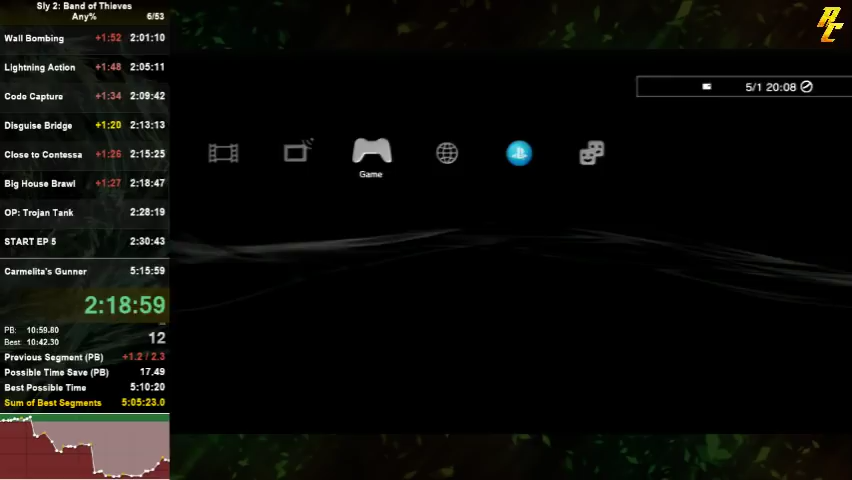 Sly 2: Band of Thieves
Any% 6/53
Wall Bombing +1:52 2:01:10
Lightning Action +1:48 2:05:11
Code Capture +1:34 2:09:42
Disguise Bridge +1:20 2:13:13
Close to Contessa +1:26 2:15:25
Big House Brawl +1:27 2:18:47
OP: Trojan Tank 2:28:19
START EP 5 2:30:43
Carmelita's Gunner 5:15:59
2:18:59
PB: 10:59.80
Best: 10:42.30
12
Previous Segment (PB) +1.2 / 2.3
Possible Time Save (PB) 17.49
Best Possible Time 5:10:20
Sum of Best Segments 5:05:23.0
5/1 20:08
Game